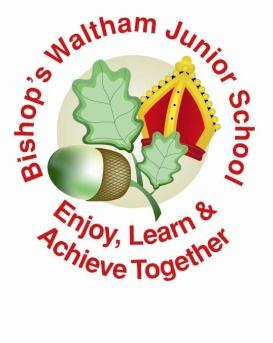 Bishop's Waltham Junior School
Enjoy, Learn &
Achieve Together